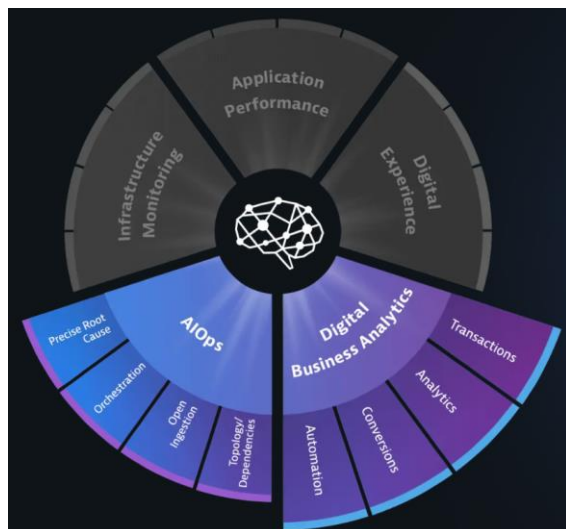 Application
Performance
Infrastructure
Monitoring
Digital
Experience
AIOps
Digital
Business Analytics
Precise Root
Cause
Orchestration
Open
Ingestion
Topology/
Dependencies
Automation
Conversions
Analytics
Transactions